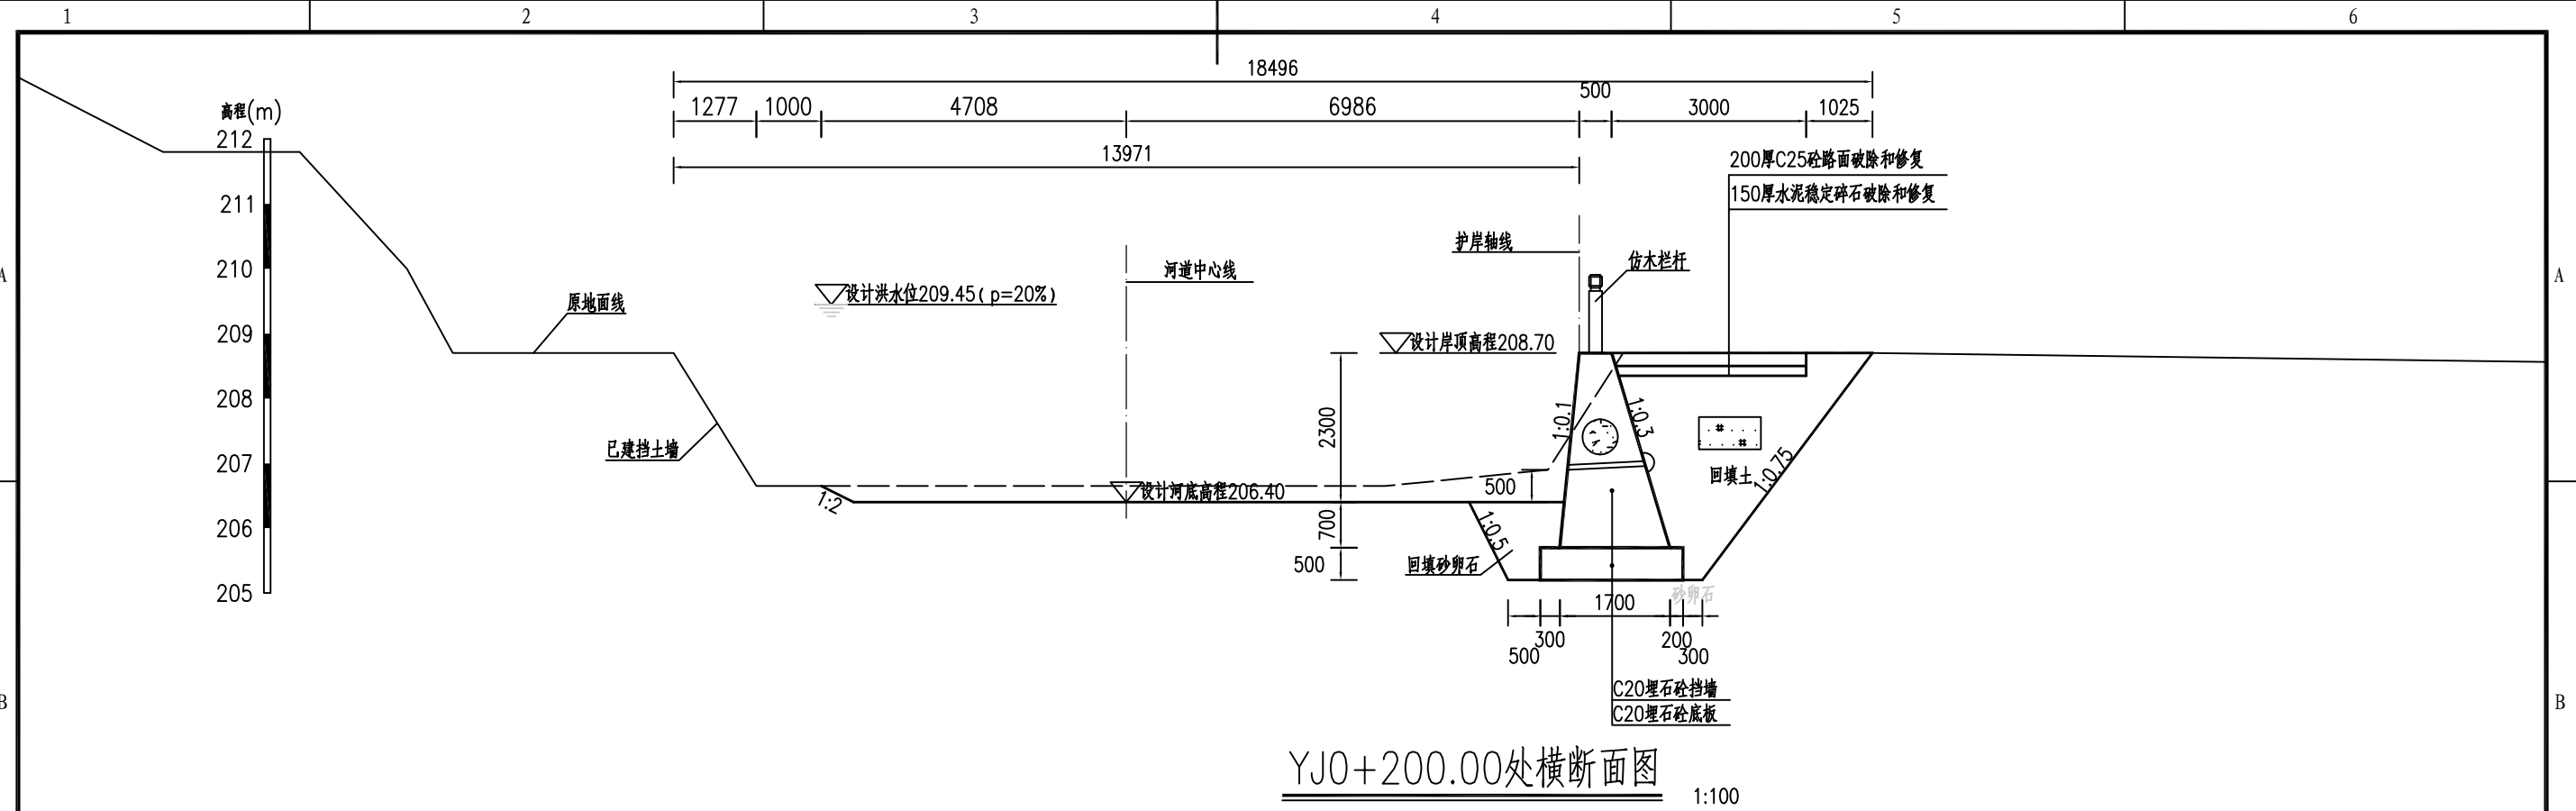 1 2 3 4 5 6
18496
500
1277 1000 4708 6986 3000 1025
高程(m)
212
13971
200厚C25砼路面破除和修复
150厚水泥稳定碎石破除和修复
211
护岸轴线
仿木栏杆
河道中心线
210
A A
设计洪水位209.45(p=20%)
原地面线
209
设计岸顶高程208.70
208
1:0.1
1:0.3
2300
已建挡土墙
207
回填土
1:0.75
500
设计河底高程206.40
1:2
206
700
1:0.5
回填砂卵石
500
205
砂卵石
1700
300 200
500 300
C20埋石砼挡墙
B B
C20埋石砼底板
YJ0+200.00处横断面图
1:100